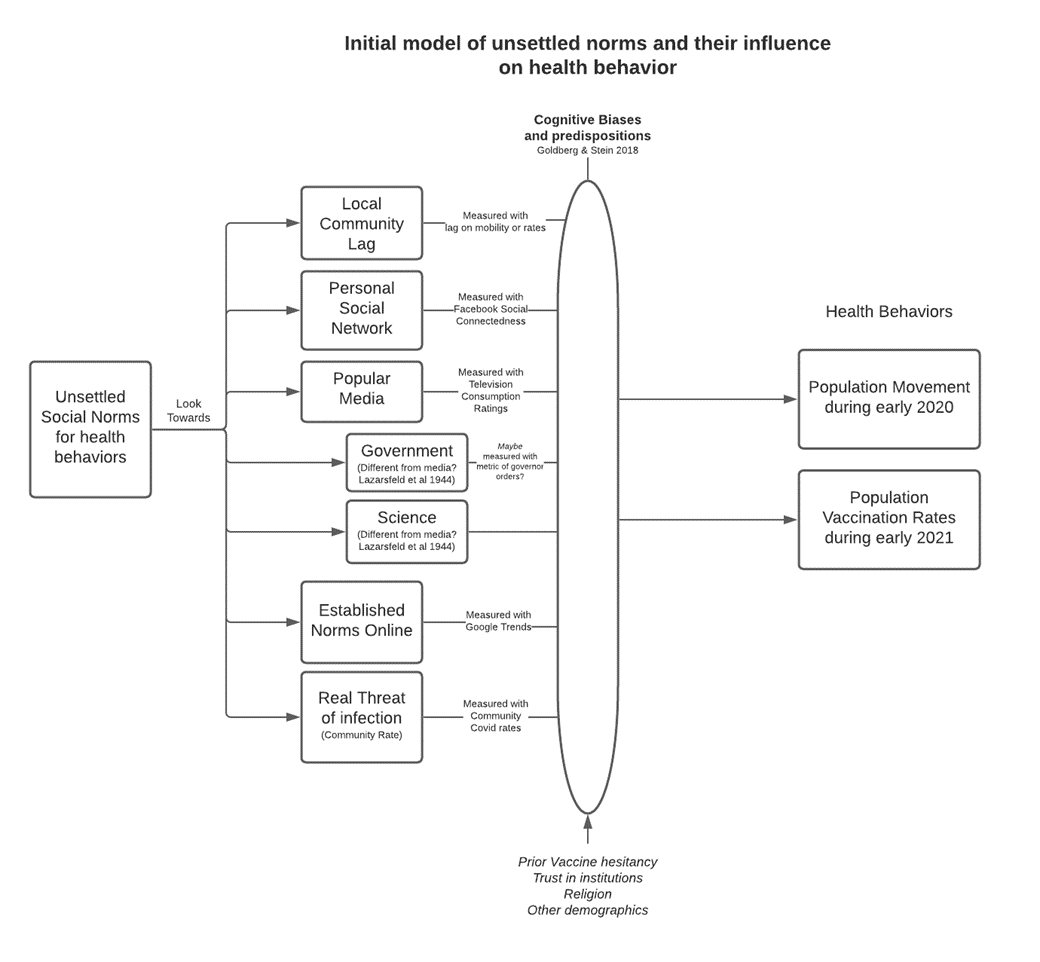 Initial model of unsettled norms and their influence
on health behavior
Cognitive Biases
and predispositions
Goldberg & Stein 2018
Unsettled
Social Norms
for health
behaviors
Look
Towards
Local
Community
Lag
Measured with
lag on mobility or rates
Personal
Social
Network
Measured with
Facebook Social
Connectedness
Popular
Media
Measured with
Television
Consumption
Ratings
Government
(Different from media?
Lazarsfeld et al 1944)
Maybe
measured with
metric of governor
orders?
Science
(Different from media?
Lazarsfeld et al 1944)
Established
Norms Online
Measured with
Google Trends
Real Threat
of infection
(Community Rate)
Measured with
Community
Covid rates
Health Behaviors
Population Movement
during early 2020
Population
Vaccination Rates
during early 2021
Prior Vaccine hesitancy
Trust in institutions
Religion
Other demographics